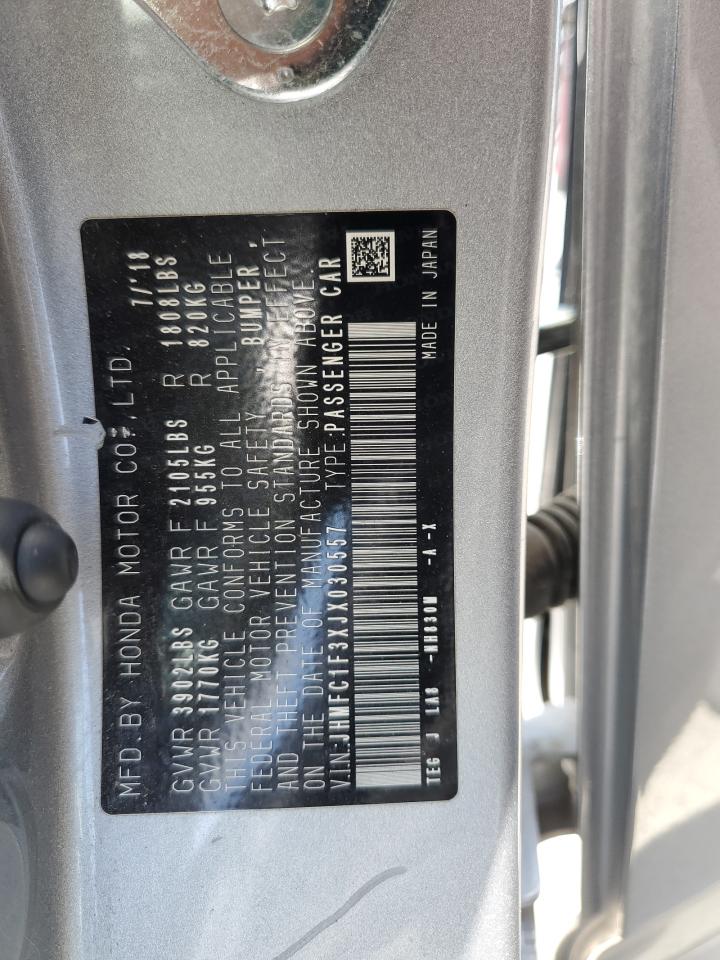 MFD. BY HONDA MOTOR CO., LTD. 7/'18
GVWR 3902LBS GAWR F 2105LBS R 1808LBS
GVWR 1770KG GAWR F 955KG R 820KG
THIS VEHICLE CONFORMS TO ALL APPLICABLE
FEDERAL MOTOR VEHICLE SAFETY, BUMPER,
AND THEFT PREVENTION STANDARDS IN EFFECT
ON THE DATE OF MANUFACTURE SHOWN ABOVE.
V.I.N:JHMFC1F3XJX030557 TYPE:PASSENGER CAR
TEG J LAS -NH830M -A -X MADE IN JAPAN